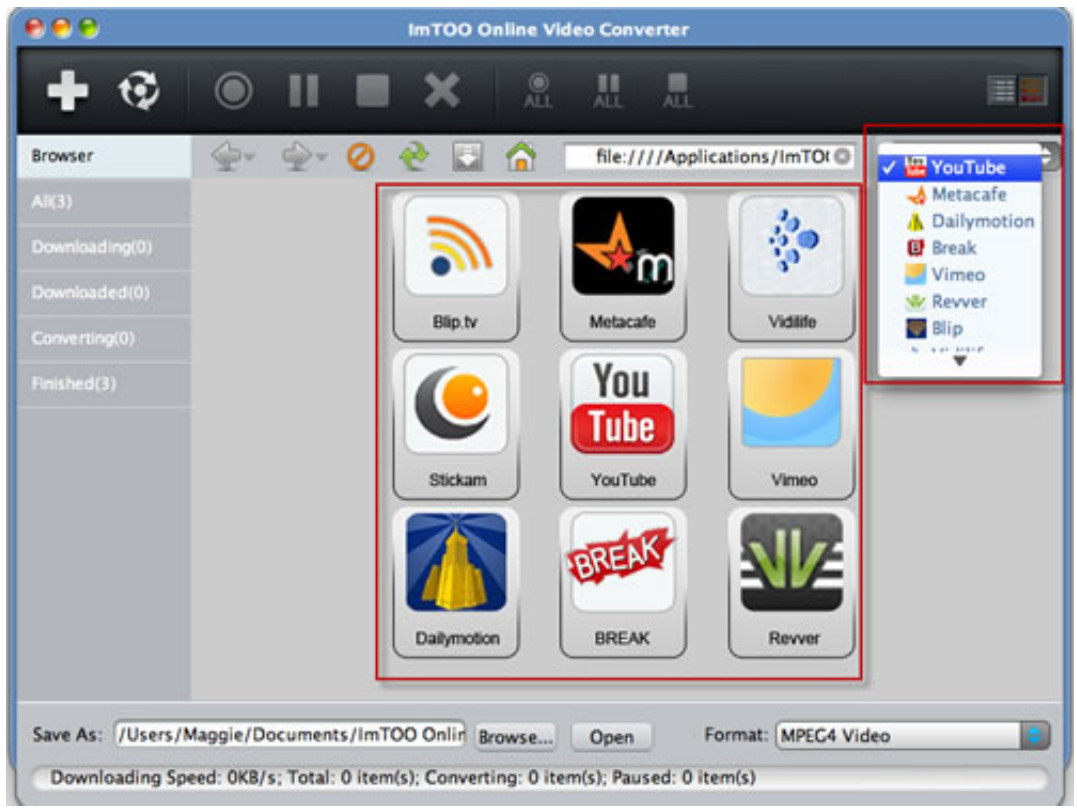 ImTOO Online Video Converter
ALL ALL ALL
Browser
file:////Applications/ImTOI
All(3)
Downloading(0)
Downloaded(0)
Converting(0)
Finished(3)
You Tube YouTube
Metacafe
Dailymotion
B Break
Vimeo
Revver
Blip
m
Blip.tv
Metacafe
Vidilife
You
Tube
Stickam
YouTube
Vimeo
BREAK
Dailymotion
BREAK
Revver
Save As: /Users/Maggie/Documents/ImTOO Onlin Browse... Open Format: MPEG4 Video
Downloading Speed: 0KB/s; Total: 0 item(s); Converting: 0 item(s); Paused: 0 item(s)